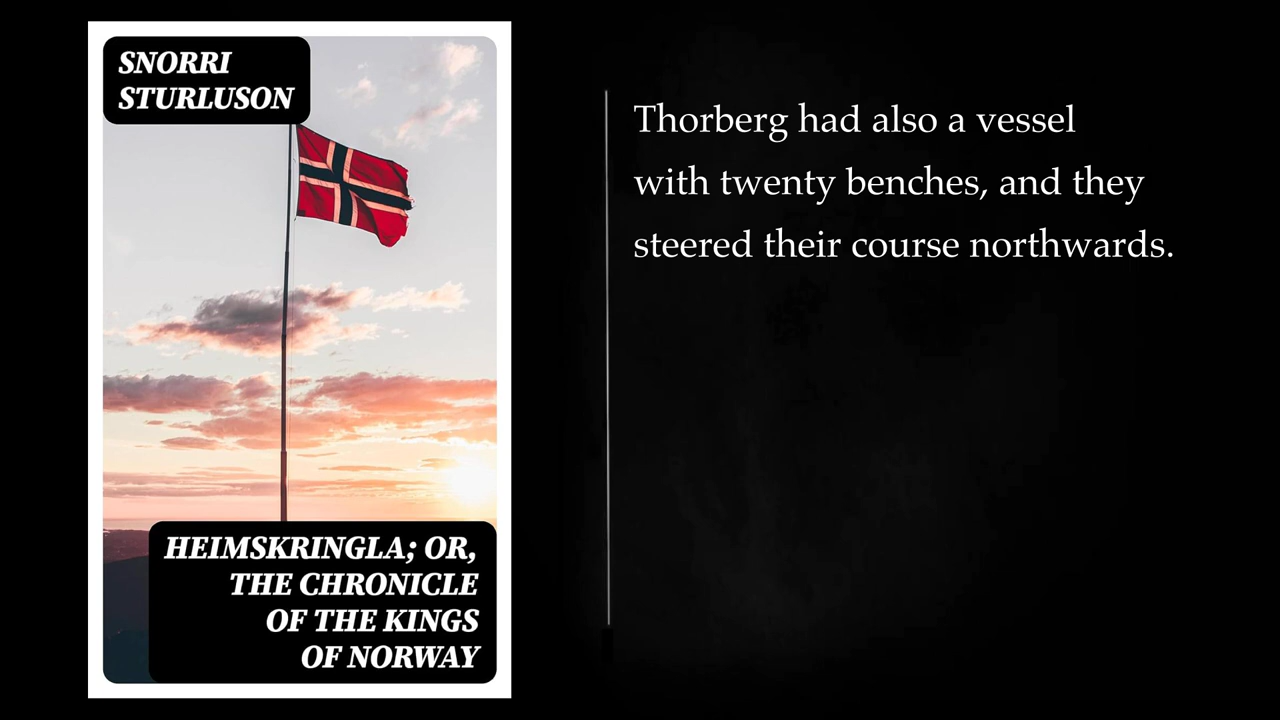 SNORRI
STURLUSON
HEIMSKRINGLA; OR,
THE CHRONICLE
OF THE KINGS
OF NORWAY
Thorberg had also a vessel
with twenty benches, and they
steered their course northwards.